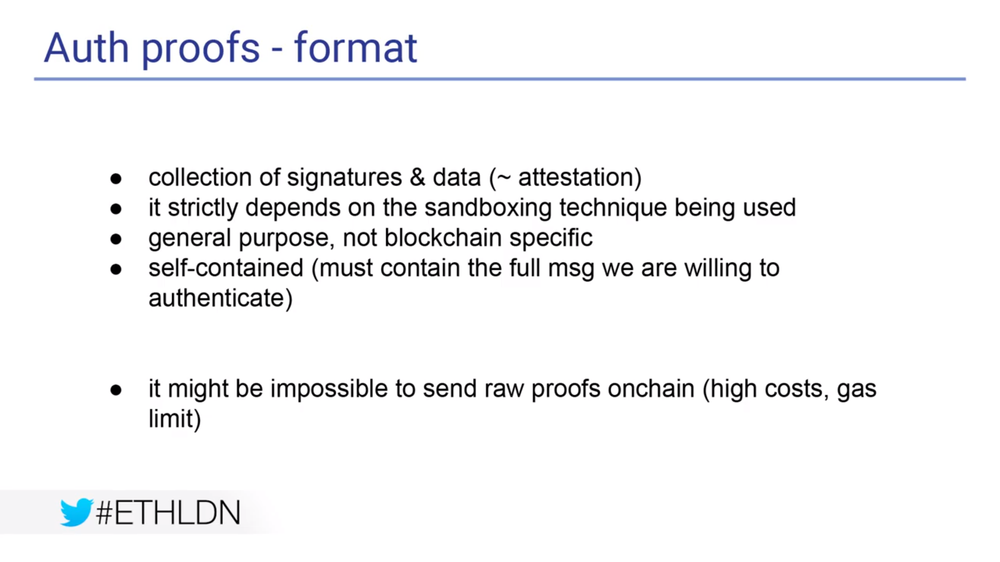 Auth proofs - format
● collection of signatures & data (~ attestation)
● it strictly depends on the sandboxing technique being used
● general purpose, not blockchain specific
● self-contained (must contain the full msg we are willing to
authenticate)
● it might be impossible to send raw proofs onchain (high costs, gas
limit)
#ETHLDN